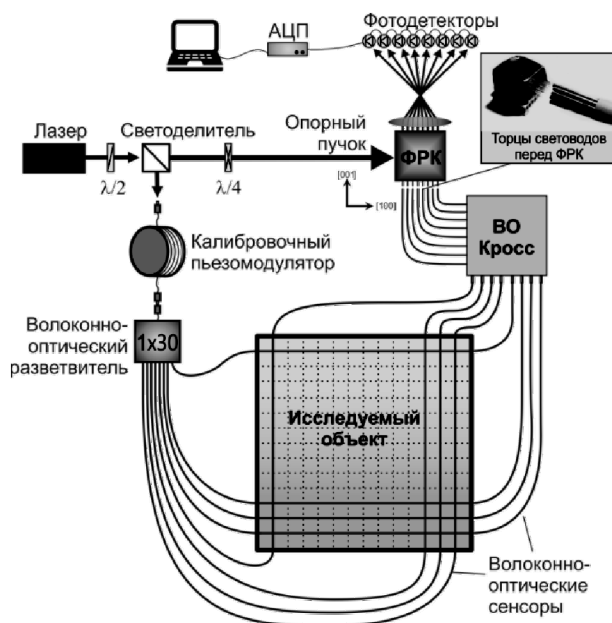 Фотодетекторы
АЦП
Лазер
Светоделитель
Опорный
пучок
ФРК
Торцы световодов
перед ФРК
λ/2
λ/4
[001]
[100]
ВО
Кросс
Калибровочный
пьезомодулятор
Волоконно-
оптический
разветвитель
1x30
Исследуемый
объект
Волоконно-
оптические
сенсоры